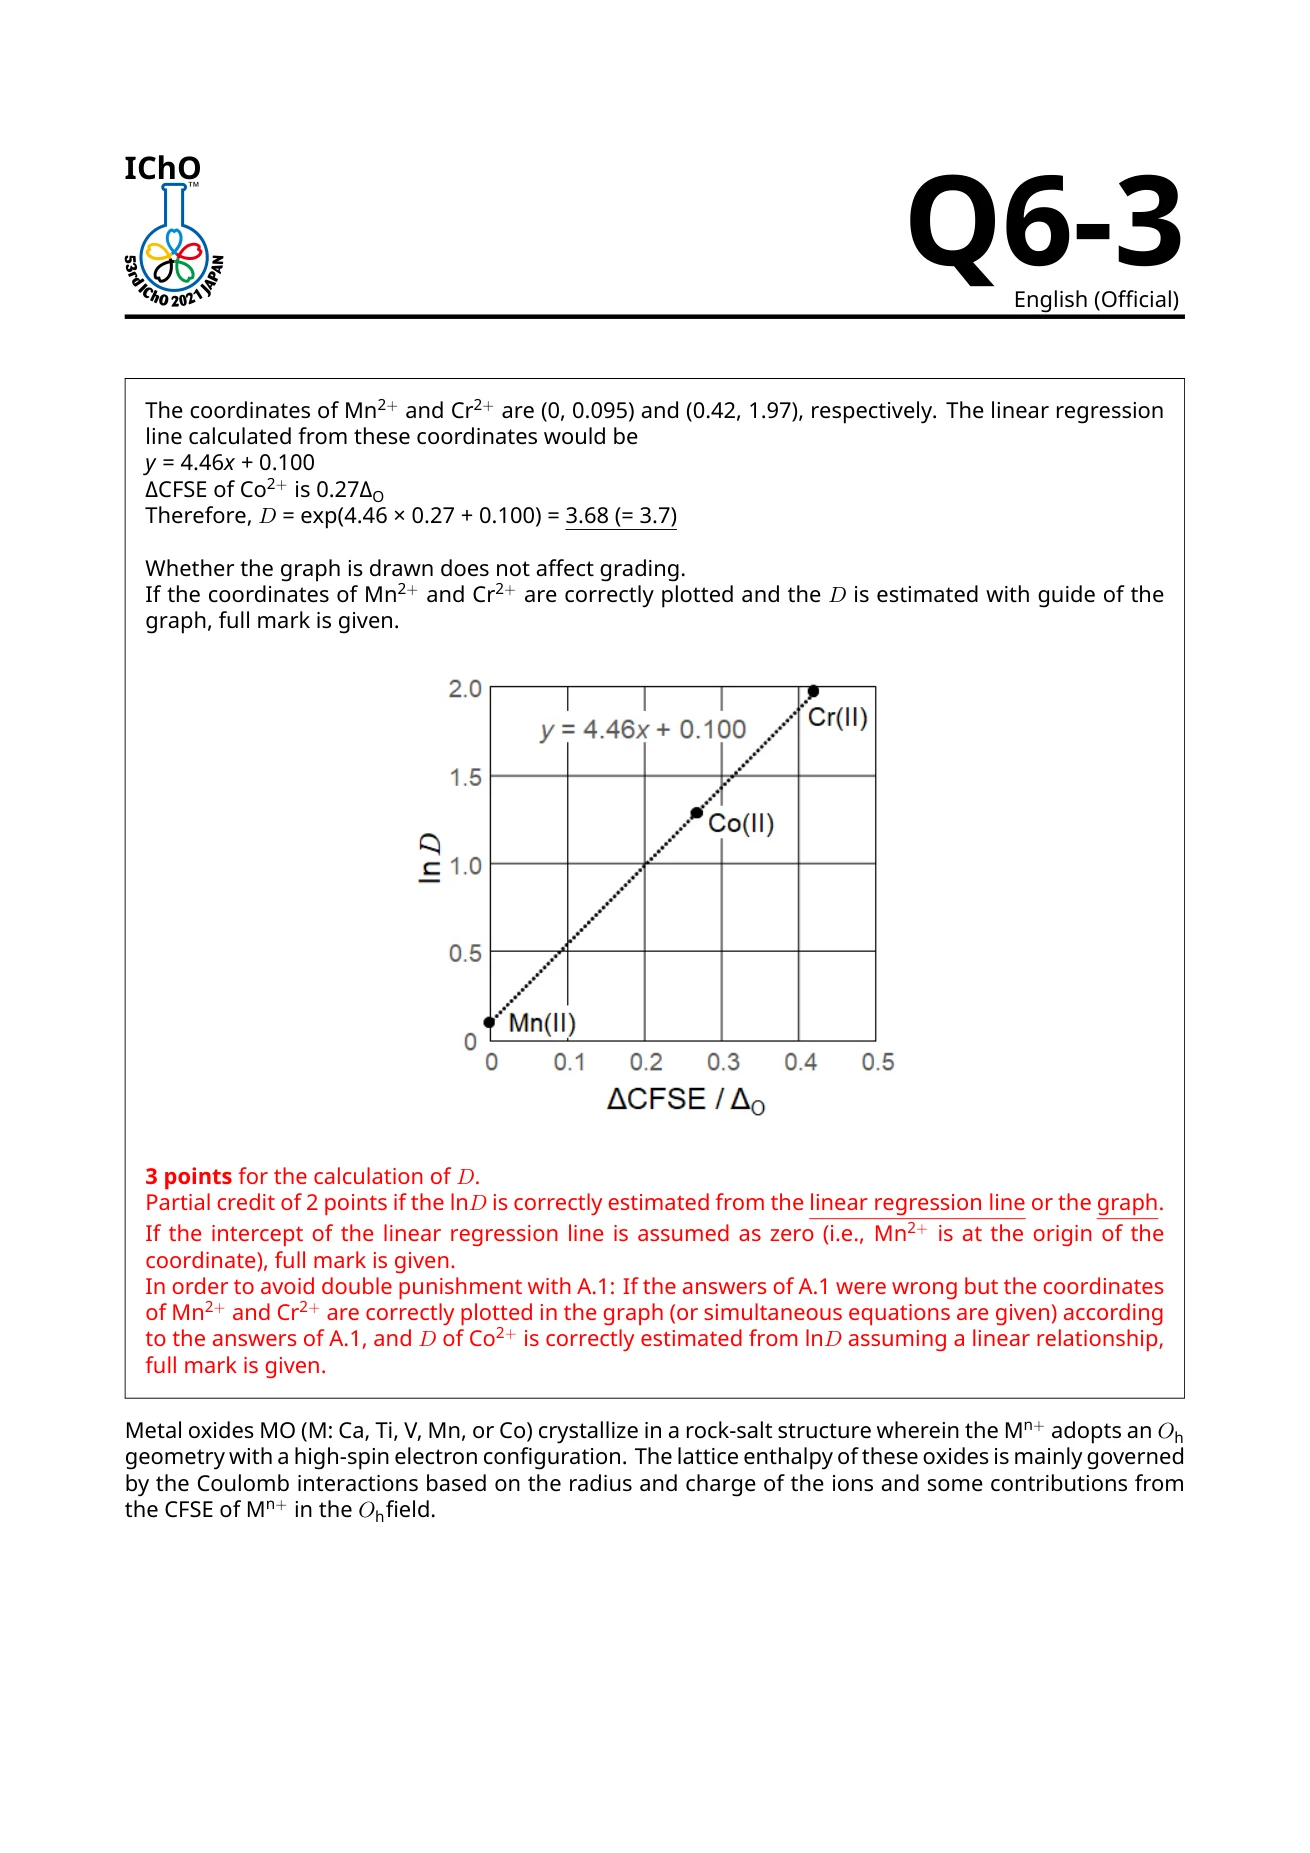 IChO
TM
53rd IChO 2021 JAPAN
Q6-3
English (Official)
The coordinates of Mn²⁺ and Cr²⁺ are (0, 0.095) and (0.42, 1.97), respectively. The linear regression
line calculated from these coordinates would be
y = 4.46x + 0.100
ΔCFSE of Co²⁺ is 0.27Δ_O
Therefore, D = exp(4.46 × 0.27 + 0.100) = 3.68 (= 3.7)
Whether the graph is drawn does not affect grading.
If the coordinates of Mn²⁺ and Cr²⁺ are correctly plotted and the D is estimated with guide of the
graph, full mark is given.
2.0
y = 4.46x + 0.100
Cr(II)
1.5
Co(II)
ln D
1.0
0.5
Mn(II)
0
0 0.1 0.2 0.3 0.4 0.5
ΔCFSE / Δ_O
3 points for the calculation of D.
Partial credit of 2 points if the lnD is correctly estimated from the linear regression line or the graph.
If the intercept of the linear regression line is assumed as zero (i.e., Mn²⁺ is at the origin of the
coordinate), full mark is given.
In order to avoid double punishment with A.1: If the answers of A.1 were wrong but the coordinates
of Mn²⁺ and Cr²⁺ are correctly plotted in the graph (or simultaneous equations are given) according
to the answers of A.1, and D of Co²⁺ is correctly estimated from lnD assuming a linear relationship,
full mark is given.
Metal oxides MO (M: Ca, Ti, V, Mn, or Co) crystallize in a rock-salt structure wherein the Mⁿ⁺ adopts an O_h
geometry with a high-spin electron configuration. The lattice enthalpy of these oxides is mainly governed
by the Coulomb interactions based on the radius and charge of the ions and some contributions from
the CFSE of Mⁿ⁺ in the O_h field.